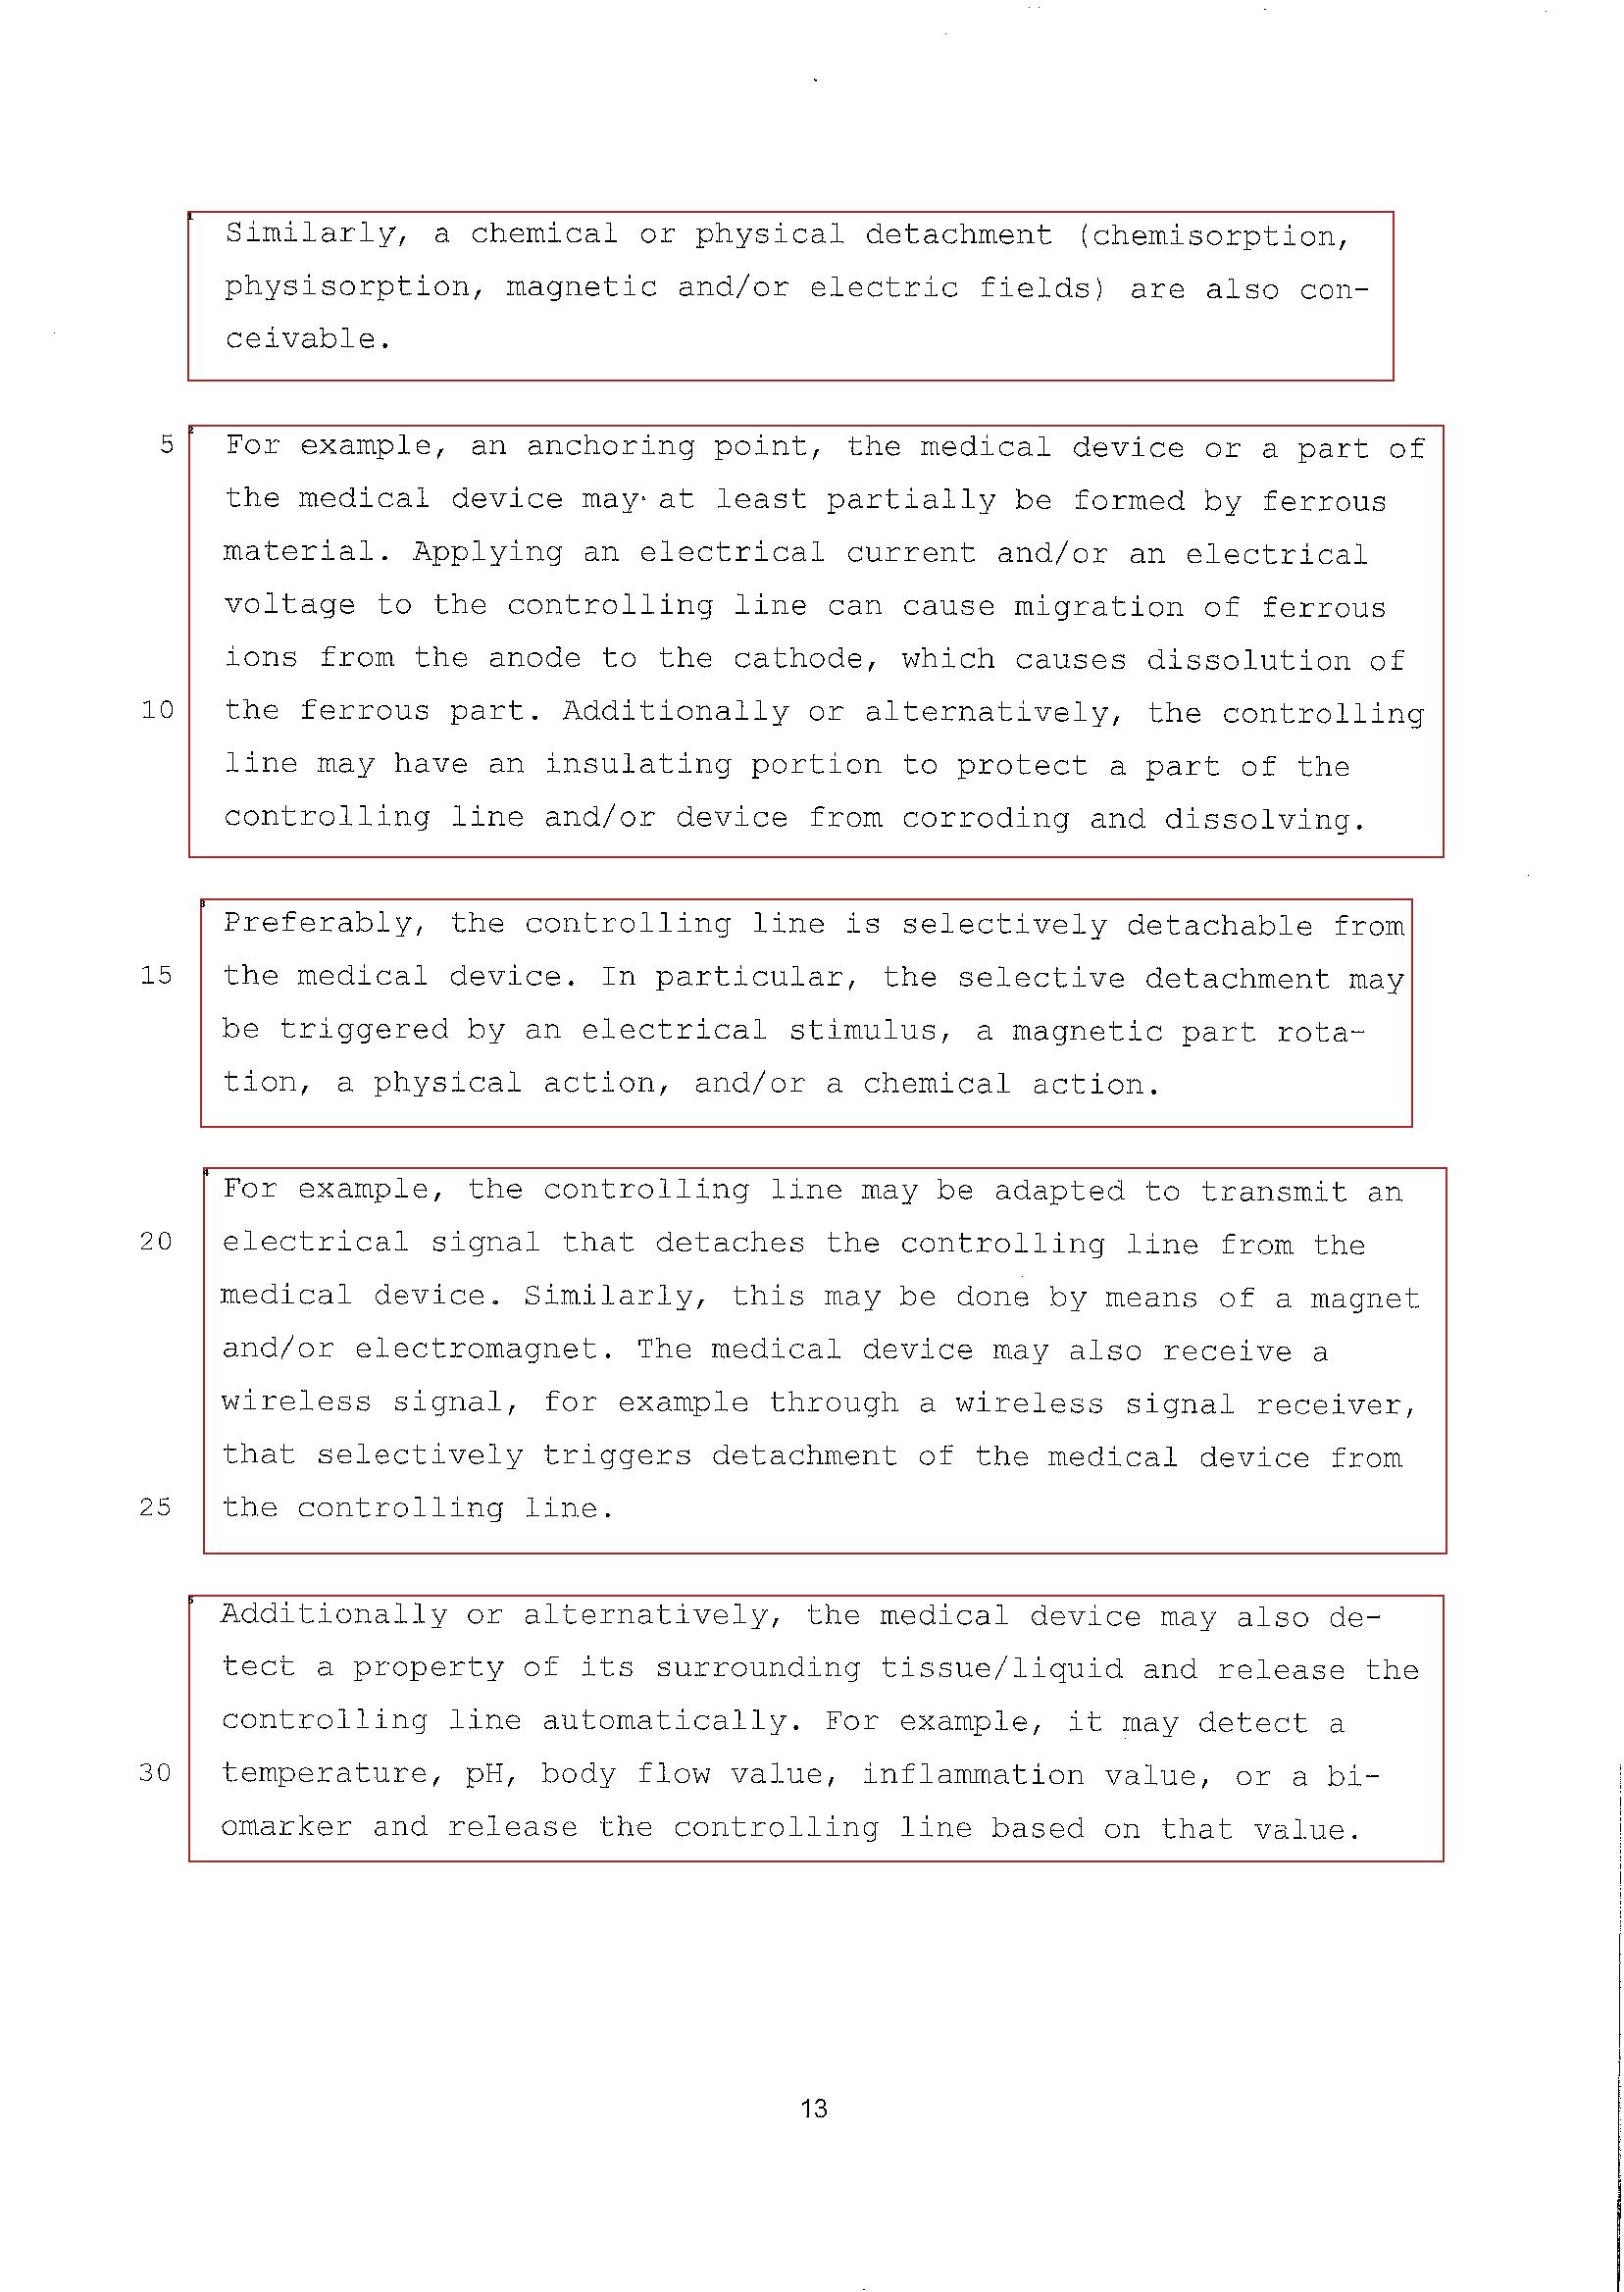 Similarly, a chemical or physical detachment (chemisorption,
physisorption, magnetic and/or electric fields) are also con-
ceivable.
5 For example, an anchoring point, the medical device or a part of
the medical device may at least partially be formed by ferrous
material. Applying an electrical current and/or an electrical
voltage to the controlling line can cause migration of ferrous
ions from the anode to the cathode, which causes dissolution of
10 the ferrous part. Additionally or alternatively, the controlling
line may have an insulating portion to protect a part of the
controlling line and/or device from corroding and dissolving.
Preferably, the controlling line is selectively detachable from
15 the medical device. In particular, the selective detachment may
be triggered by an electrical stimulus, a magnetic part rota-
tion, a physical action, and/or a chemical action.
For example, the controlling line may be adapted to transmit an
20 electrical signal that detaches the controlling line from the
medical device. Similarly, this may be done by means of a magnet
and/or electromagnet. The medical device may also receive a
wireless signal, for example through a wireless signal receiver,
that selectively triggers detachment of the medical device from
25 the controlling line.
Additionally or alternatively, the medical device may also de-
tect a property of its surrounding tissue/liquid and release the
controlling line automatically. For example, it may detect a
30 temperature, pH, body flow value, inflammation value, or a bi-
omarker and release the controlling line based on that value.
13